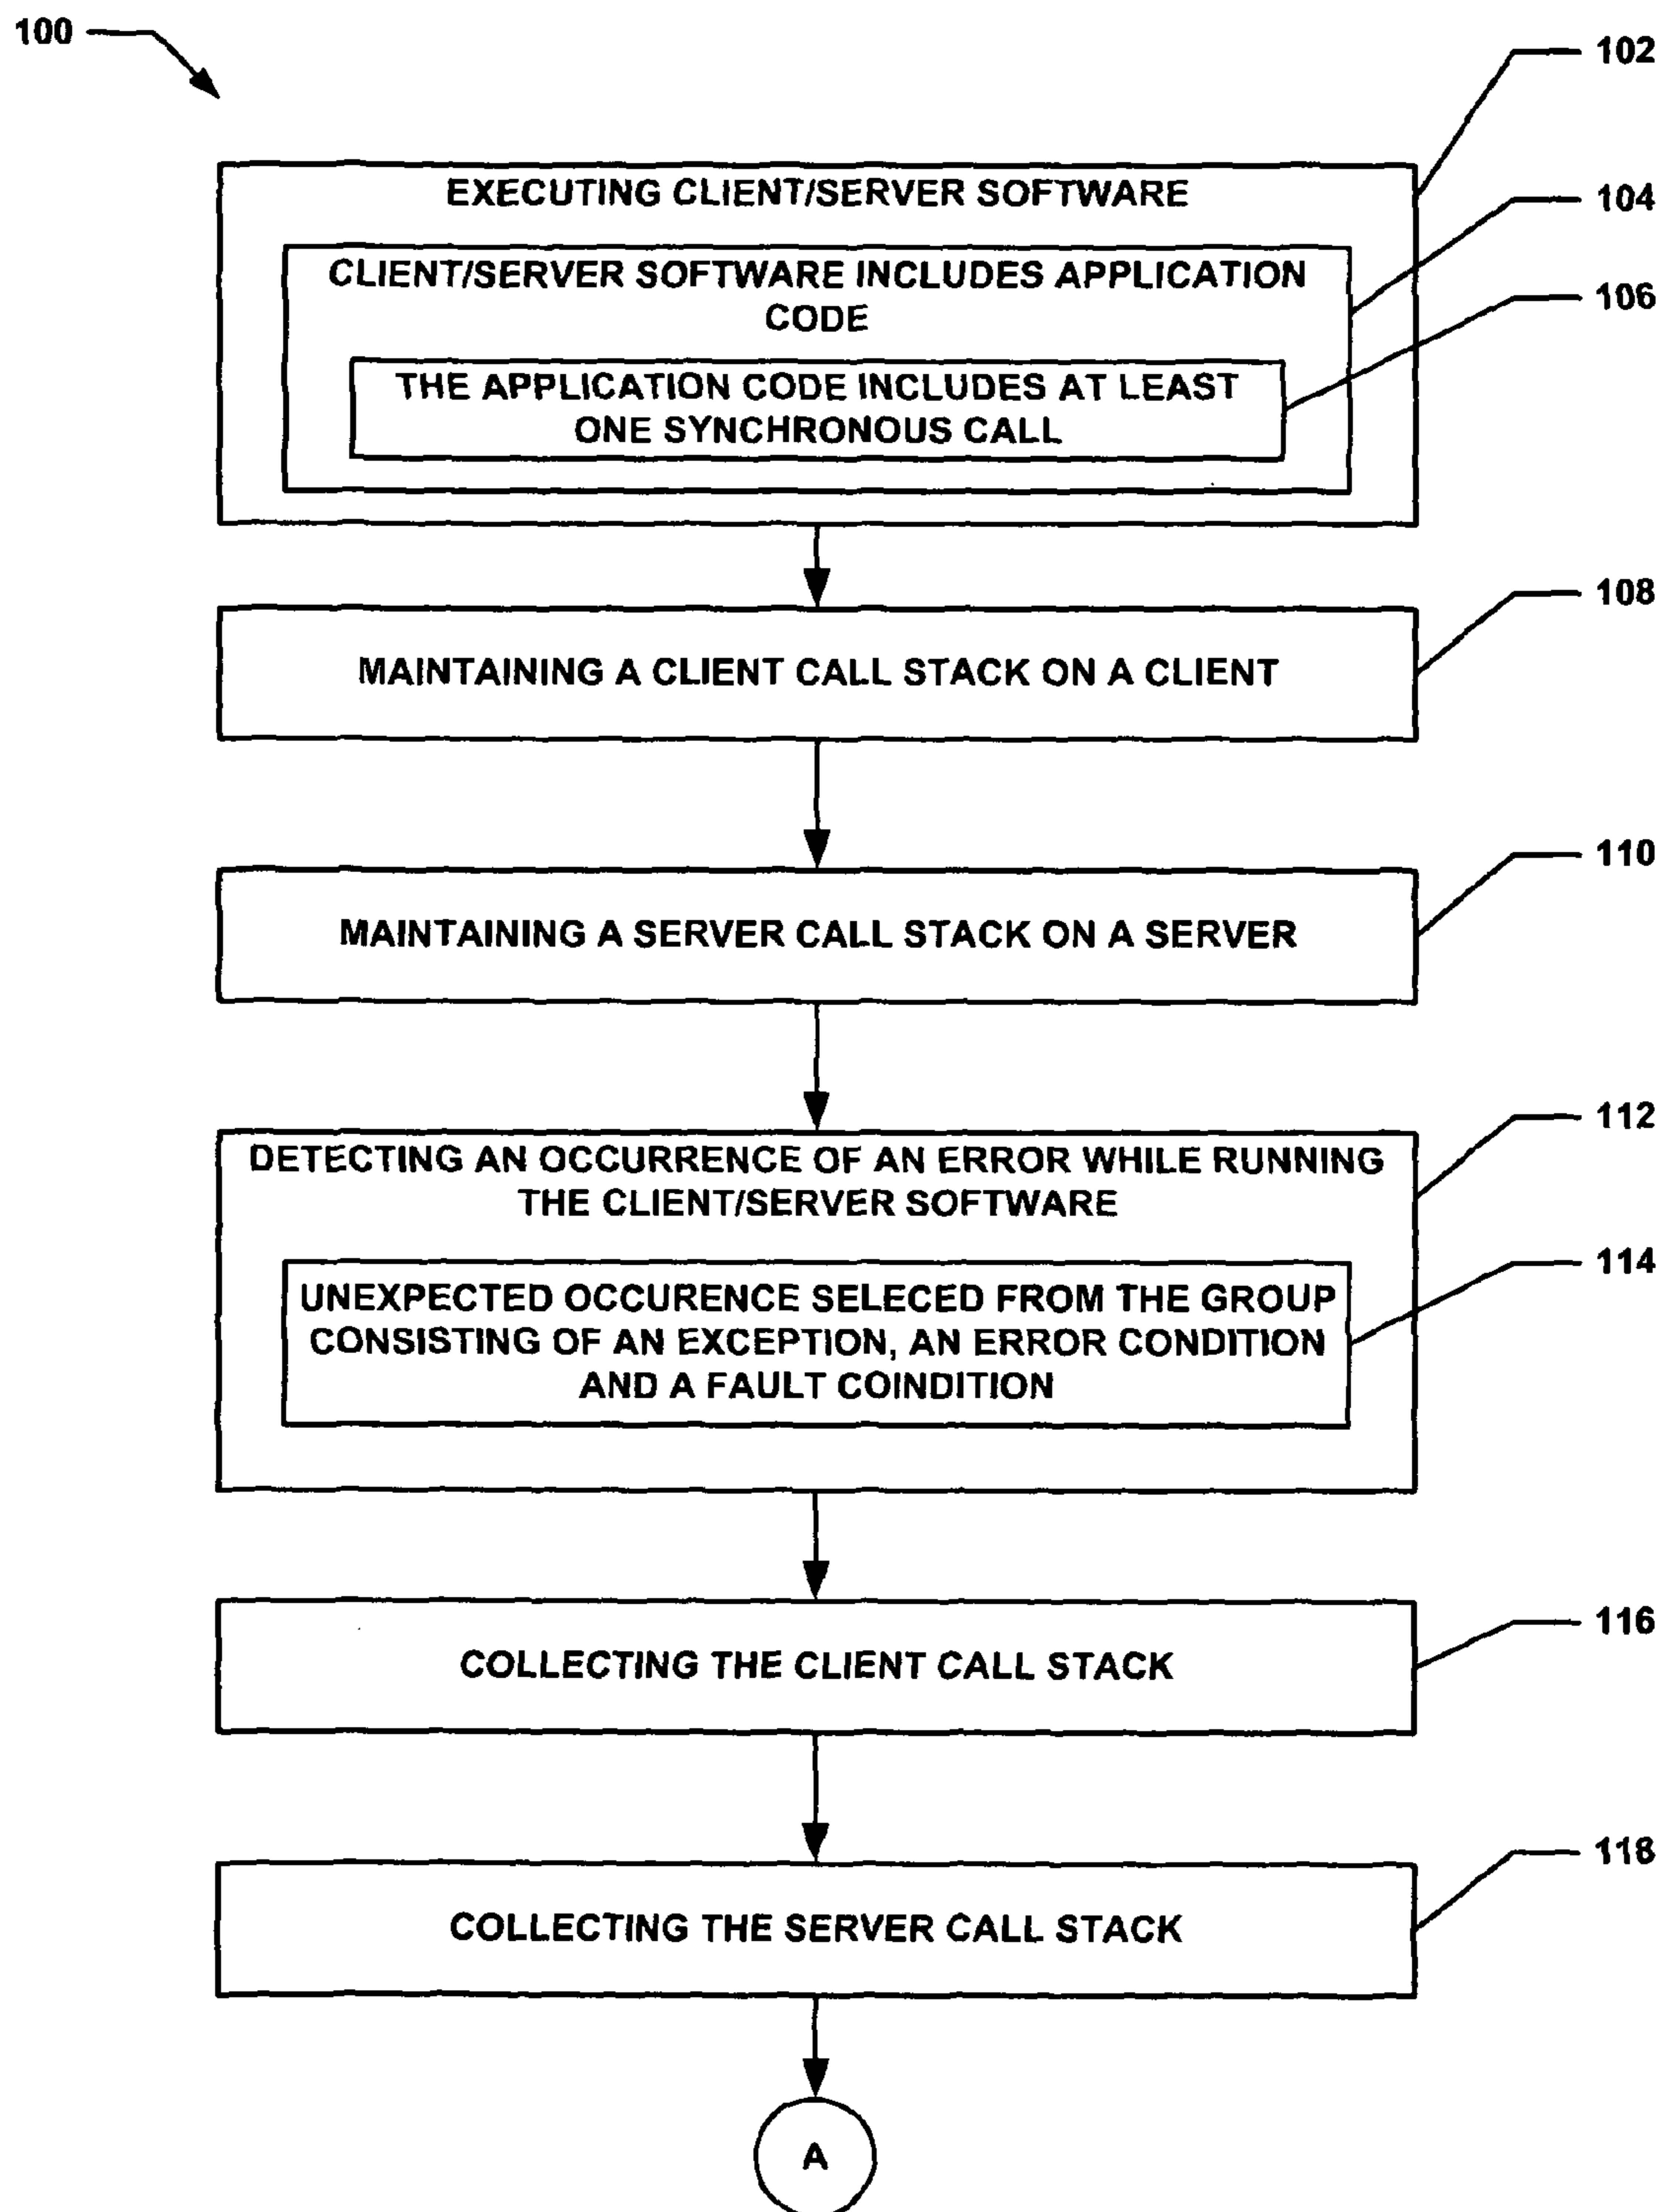 100
102
EXECUTING CLIENT/SERVER SOFTWARE
104
CLIENT/SERVER SOFTWARE INCLUDES APPLICATION
CODE
106
THE APPLICATION CODE INCLUDES AT LEAST
ONE SYNCHRONOUS CALL
108
MAINTAINING A CLIENT CALL STACK ON A CLIENT
110
MAINTAINING A SERVER CALL STACK ON A SERVER
112
DETECTING AN OCCURRENCE OF AN ERROR WHILE RUNNING
THE CLIENT/SERVER SOFTWARE
114
UNEXPECTED OCCURENCE SELECED FROM THE GROUP
CONSISTING OF AN EXCEPTION, AN ERROR CONDITION
AND A FAULT COINDITION
116
COLLECTING THE CLIENT CALL STACK
118
COLLECTING THE SERVER CALL STACK
A